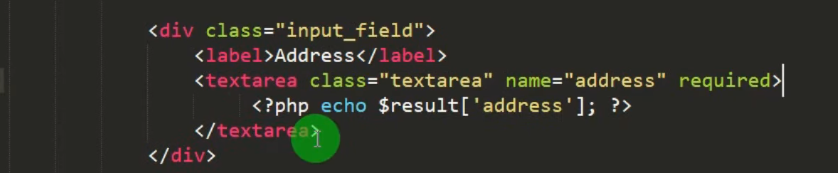 <div class="input_field">
<label>Address</label>
<textarea class="textarea" name="address" required>
<?php echo $result['address']; ?>
</textarea>
</div>